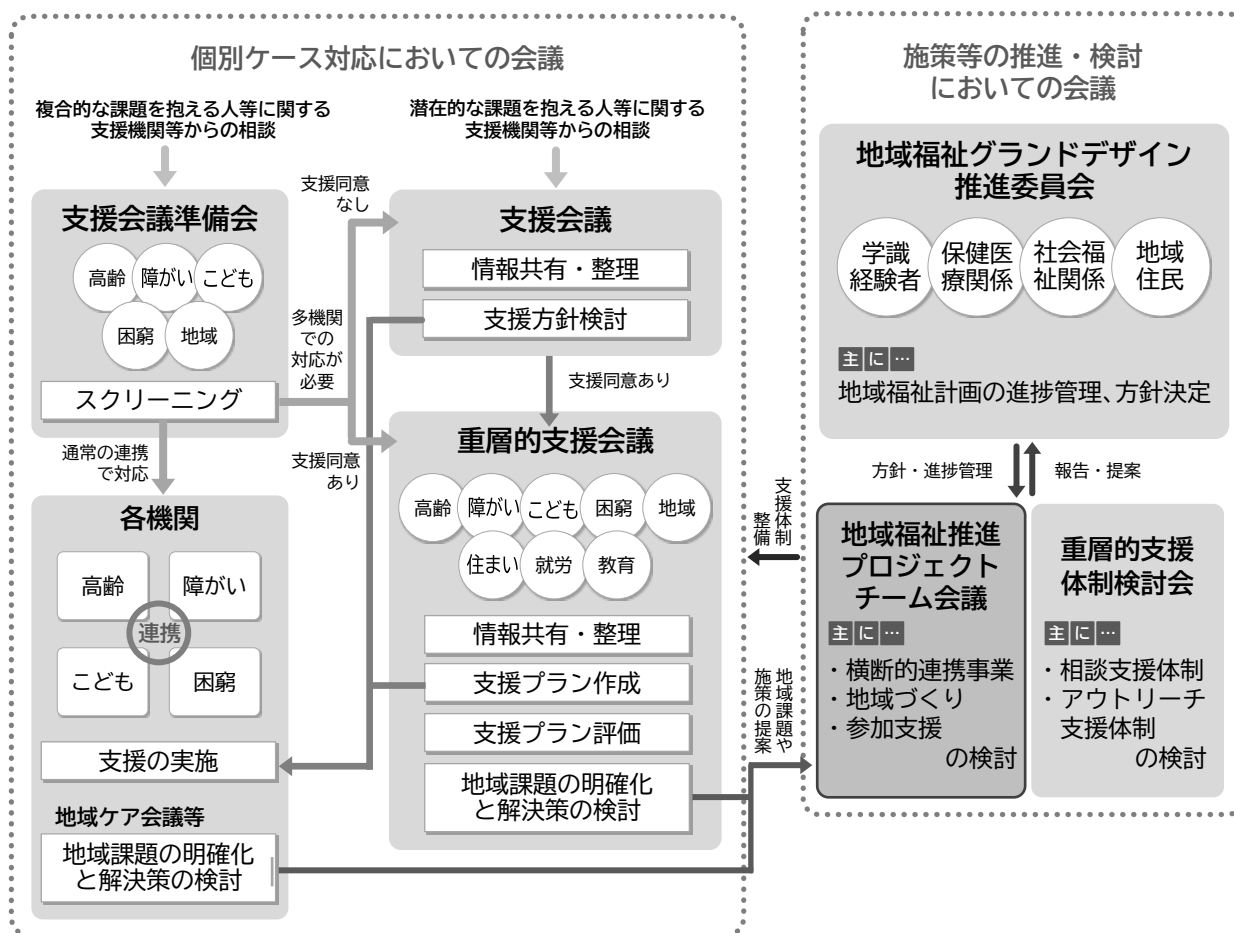 個別ケース対応においての会議
複合的な課題を抱える人等に関する
支援機関等からの相談
潜在的な課題を抱える人等に関する
支援機関等からの相談
支援会議準備会
高齢
障がい
こども
困窮
地域
スクリーニング
支援同意
なし
多機関
での
対応が
必要
支援同意
あり
通常の連携
で対応
支援会議
情報共有・整理
支援方針検討
支援同意あり
重層的支援会議
高齢
障がい
こども
困窮
地域
住まい
就労
教育
情報共有・整理
支援プラン作成
支援プラン評価
地域課題の明確化
と解決策の検討
各機関
高齢
障がい
連携
こども
困窮
支援の実施
地域ケア会議等
地域課題の明確化
と解決策の検討
支援体制
整備
地域課題や
施策の提案
施策等の推進・検討
においての会議
地域福祉グランドデザイン
推進委員会
学識
経験者
保健医
療関係
社会福
祉関係
地域
住民
主に…
地域福祉計画の進捗管理、方針決定
方針・進捗管理
報告・提案
地域福祉推進
プロジェクト
チーム会議
主に…
・横断的連携事業
・地域づくり
・参加支援
の検討
重層的支援
体制検討会
主に…
・相談支援体制
・アウトリーチ
支援体制
の検討